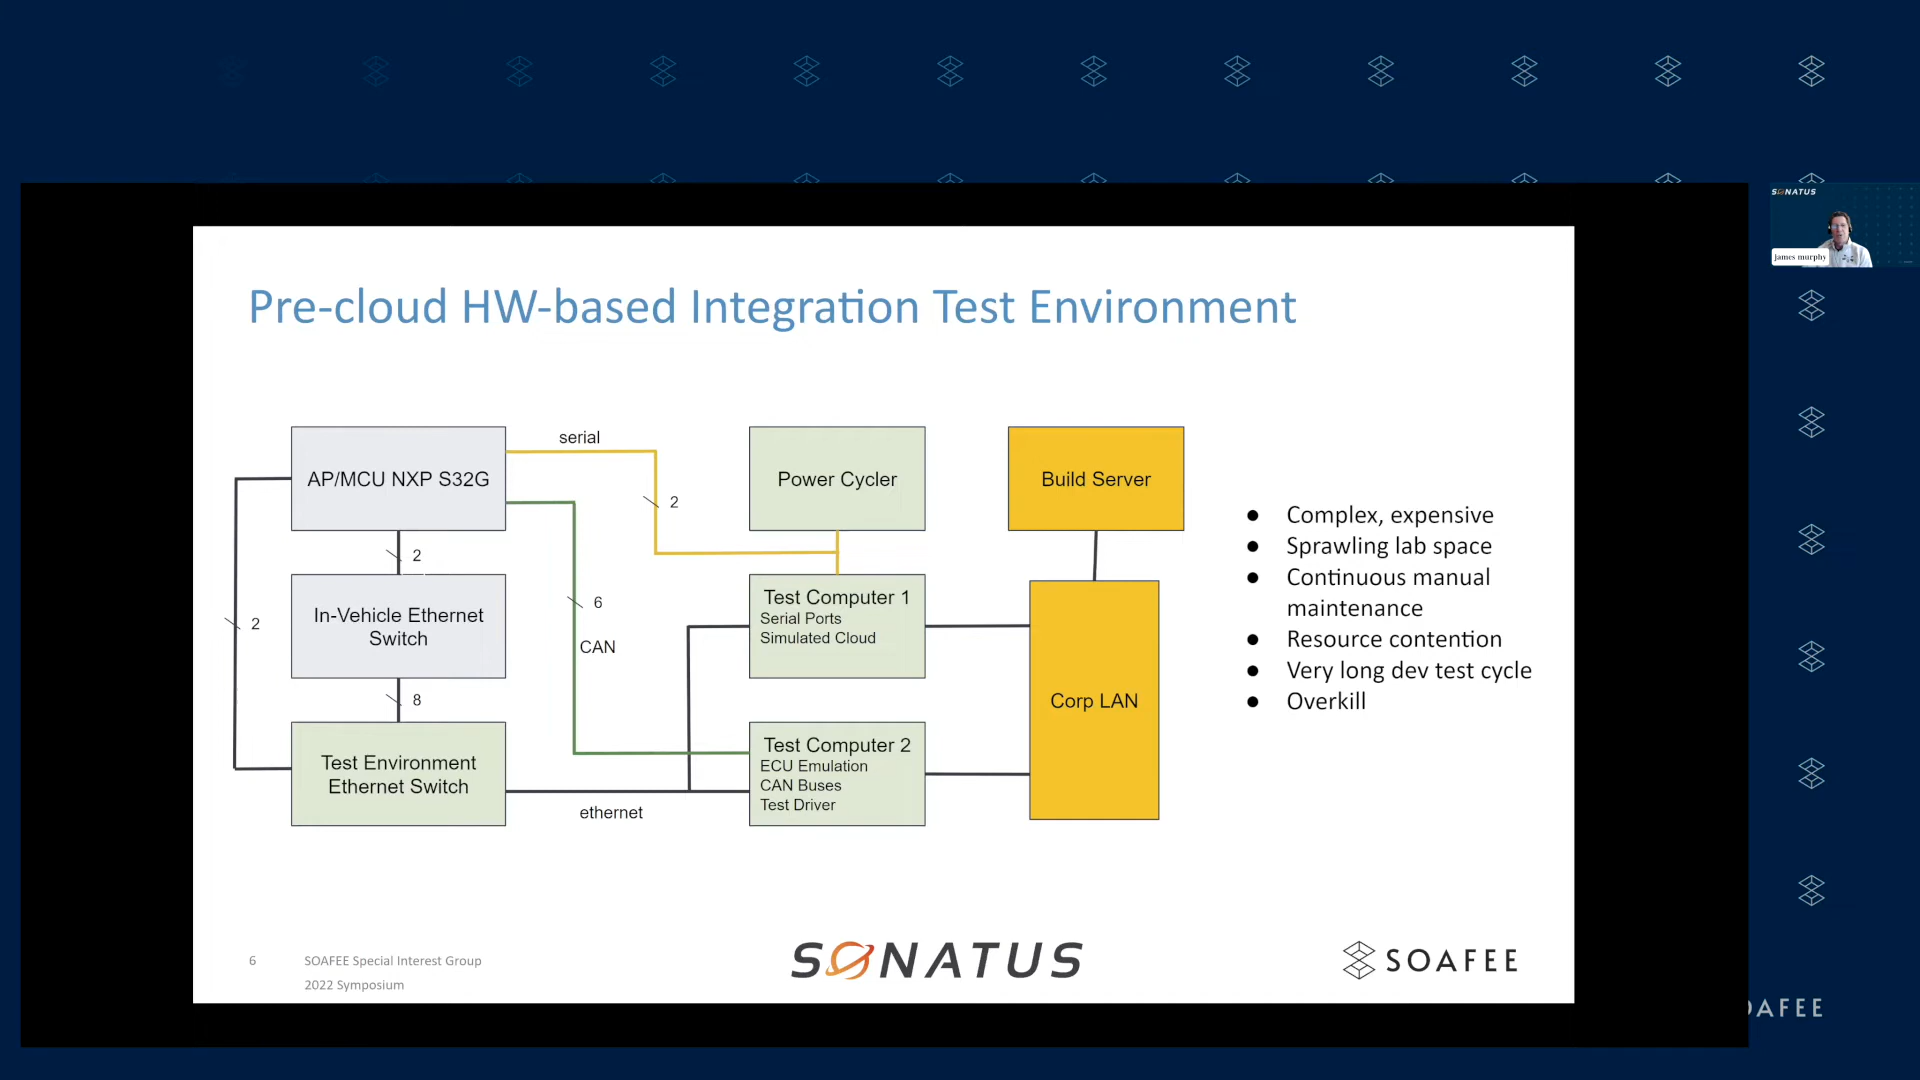 SONATUS
james murphy
Pre-cloud HW-based Integration Test Environment
serial
AP/MCU NXP S32G
Power Cycler
Build Server
2
2
In-Vehicle Ethernet
Switch
2
6
CAN
8
Test Computer 1
Serial Ports
Simulated Cloud
Test Environment
Ethernet Switch
ethernet
Test Computer 2
ECU Emulation
CAN Buses
Test Driver
Corp LAN
● Complex, expensive
● Sprawling lab space
● Continuous manual
maintenance
● Resource contention
● Very long dev test cycle
● Overkill
6
SOAFEE Special Interest Group
2022 Symposium
SONATUS
SOAFEE
OAFEE